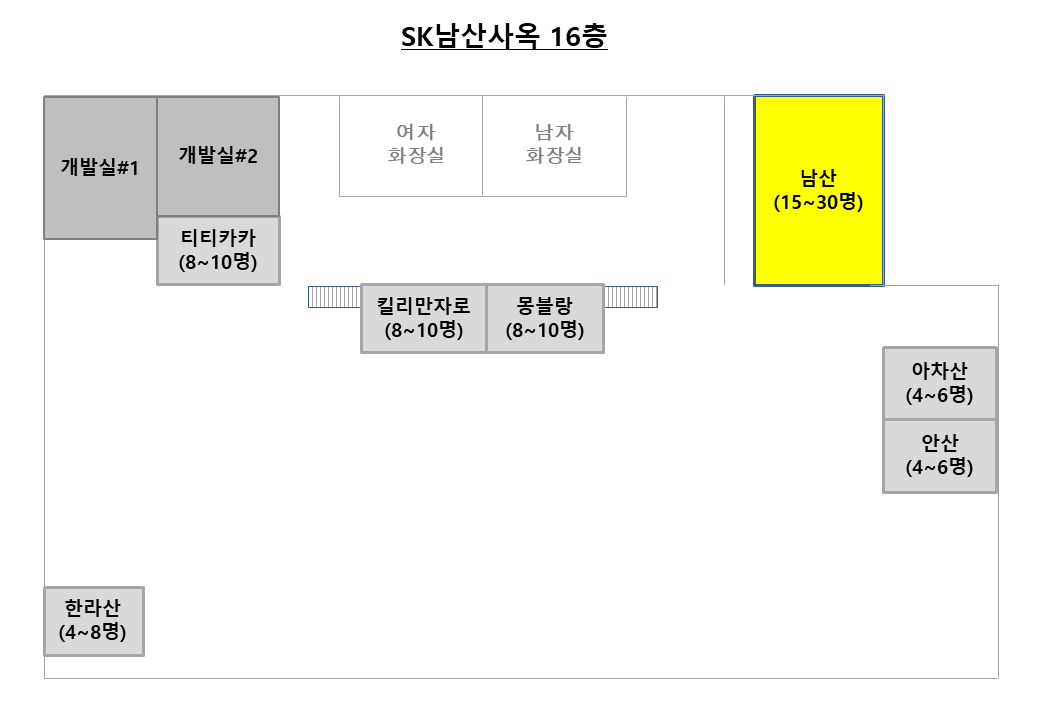 SK남산사옥 16층
개발실#1
개발실#2
여자
화장실
남자
화장실
남산
(15~30명)
티티카카
(8~10명)
킬리만자로
(8~10명)
몽블랑
(8~10명)
아차산
(4~6명)
안산
(4~6명)
한라산
(4~8명)